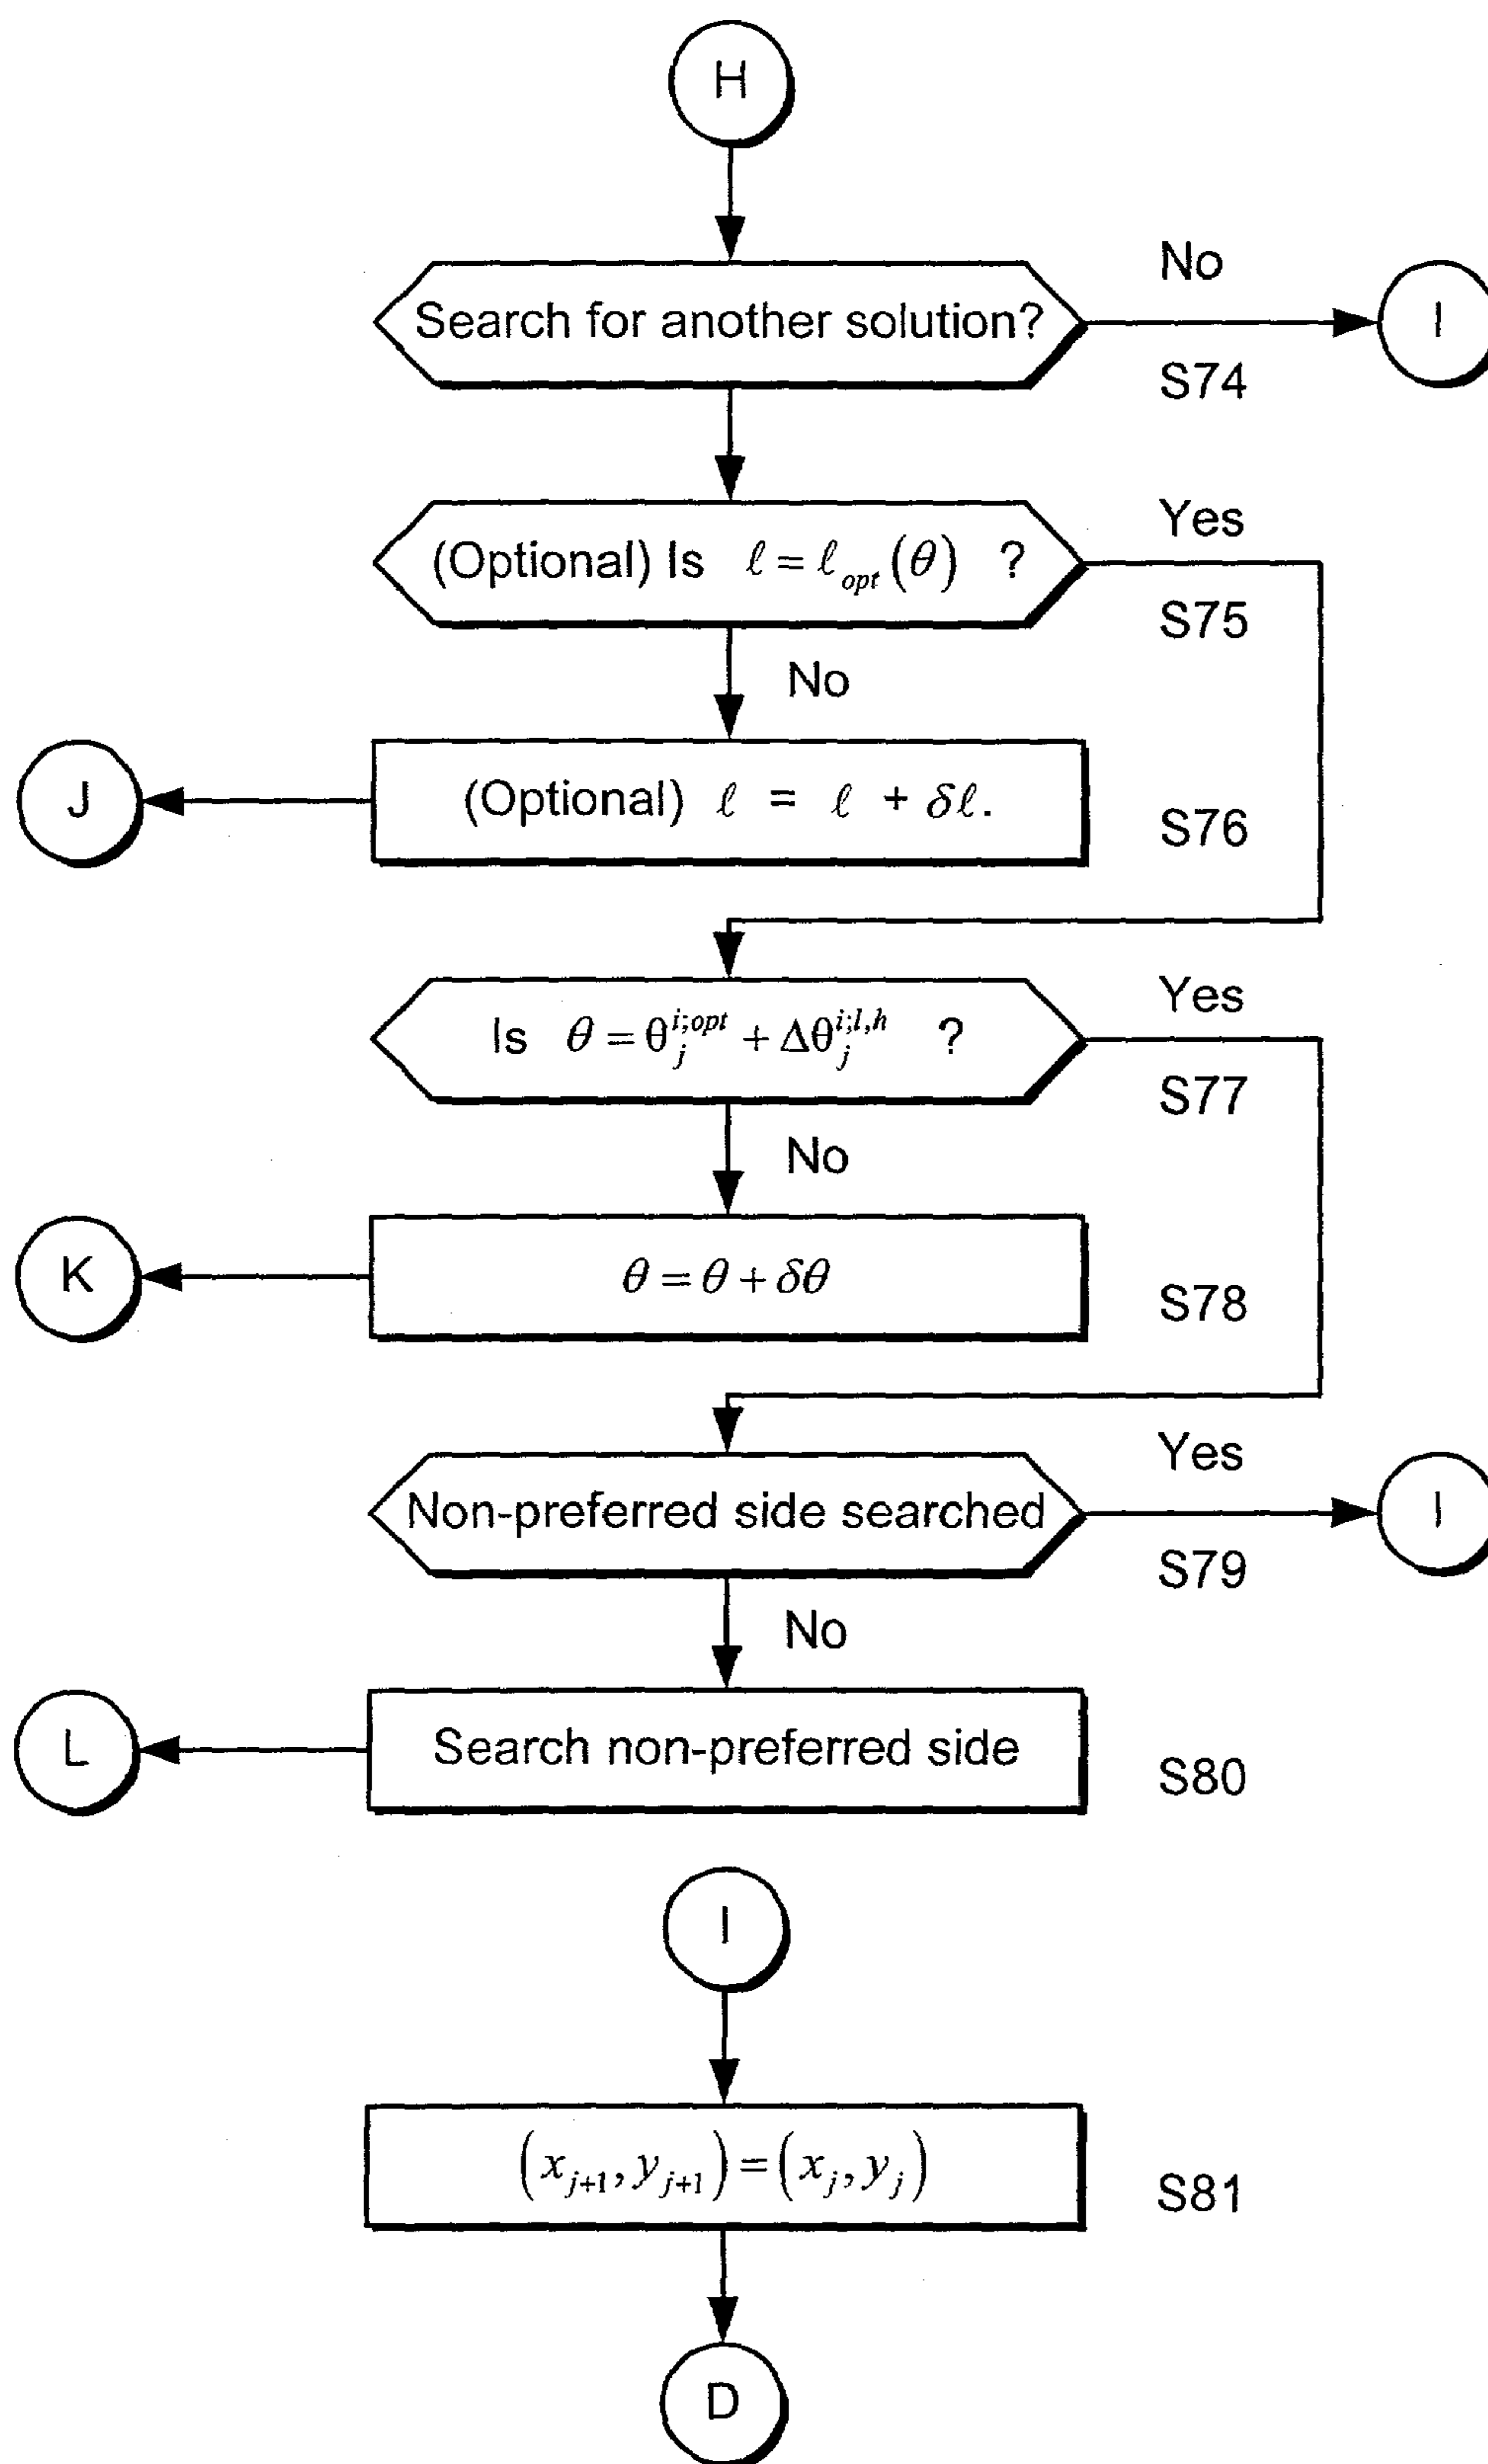 H
Search for another solution?
No
I
S74
(Optional) Is ℓ = ℓ_opt (θ) ?
Yes
S75
No
J
(Optional) ℓ = ℓ + δℓ.
S76
Is θ = θ_j^{i;opt} + Δθ_j^{i;l,h} ?
Yes
S77
No
K
θ = θ + δθ
S78
Non-preferred side searched
Yes
I
S79
No
L
Search non-preferred side
S80
I
(x_{j+1}, y_{j+1}) = (x_j, y_j)
S81
D